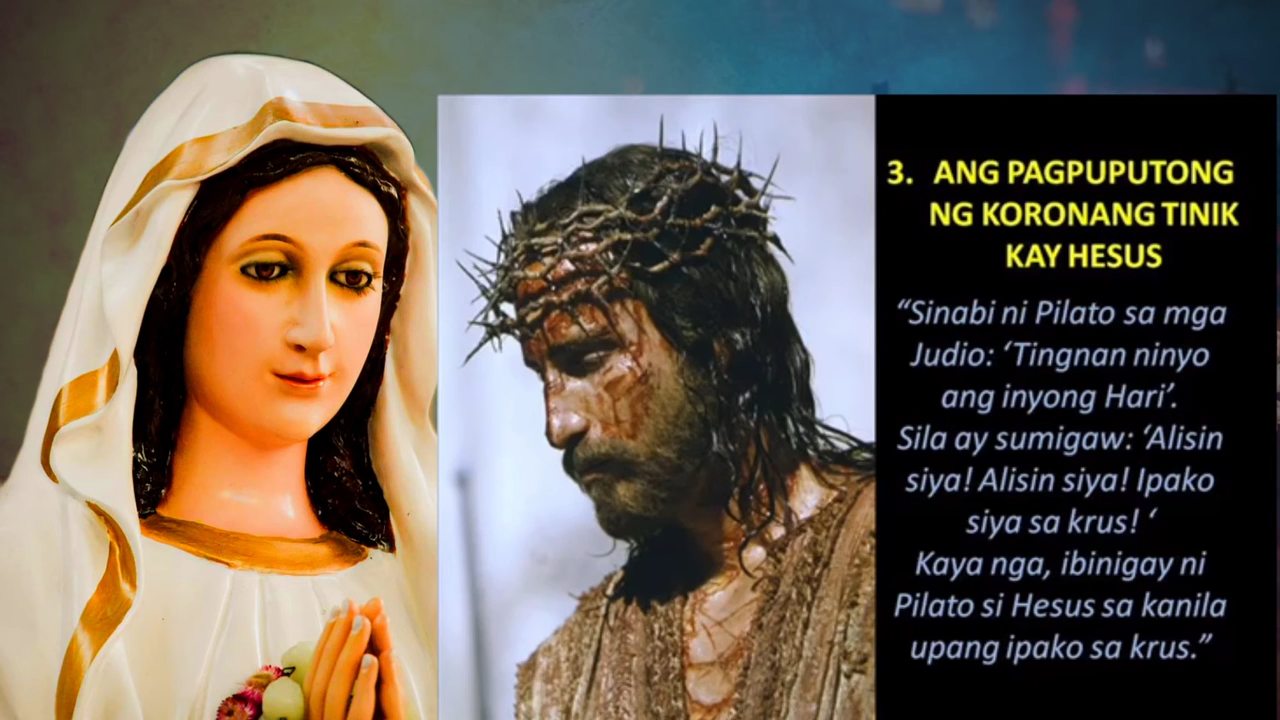 3. ANG PAGPUPUTONG
NG KORONANG TINIK
KAY HESUS
“Sinabi ni Pilato sa mga
Judio: ‘Tingnan ninyo
ang inyong Hari’.
Sila ay sumigaw: ‘Alisin
siya! Alisin siya! Ipako
siya sa krus! ‘
Kaya nga, ibinigay ni
Pilato si Hesus sa kanila
upang ipako sa krus.”